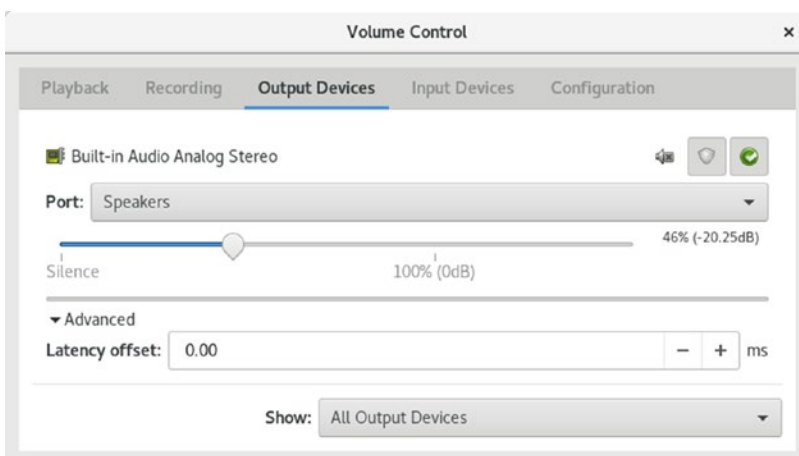 Volume Control
Playback Recording Output Devices Input Devices Configuration
Built-in Audio Analog Stereo
Port: Speakers
46% (-20.25dB)
Silence 100% (0dB)
Advanced
Latency offset: 0.00 ms
Show: All Output Devices